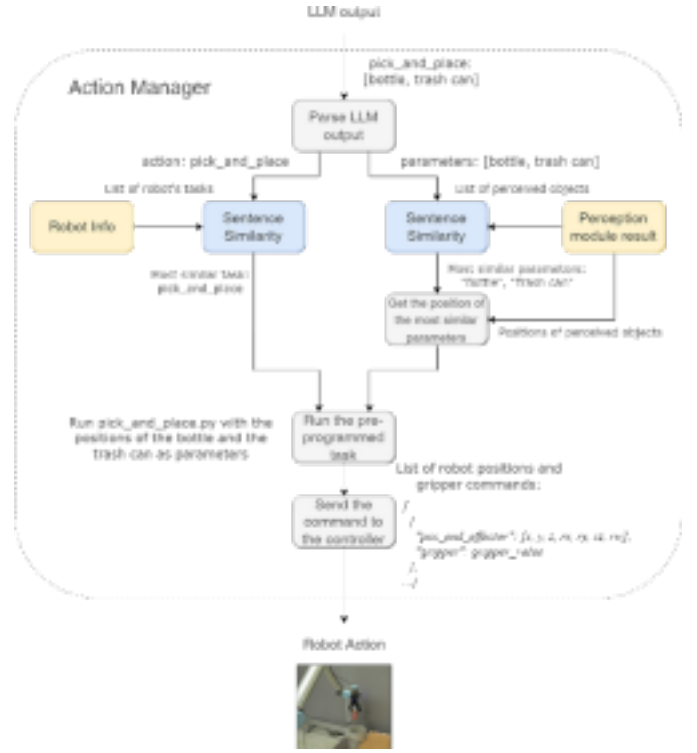 LLM output
pick_and_place:
[bottle, trash can]
Action Manager
Parse LLM
output
action: pick_and_place
parameters: [bottle, trash can]
List of robot's tasks
List of perceived objects
Robot Info
Sentence
Similarity
Sentence
Similarity
Perception
module result
Most similar task:
pick_and_place
Most similar parameters:
"bottle", "trash can"
Get the position of
the most similar
parameters
Positions of perceived objects
Run pick_and_place.py with the
positions of the bottle and the
trash can as parameters
Run the pre-
programmed
task
List of robot positions and
gripper commands:
Send the
command to
the controller
[
{
"pos_end_effector":
"gripper": gripper_value
},
...]
Robot Action